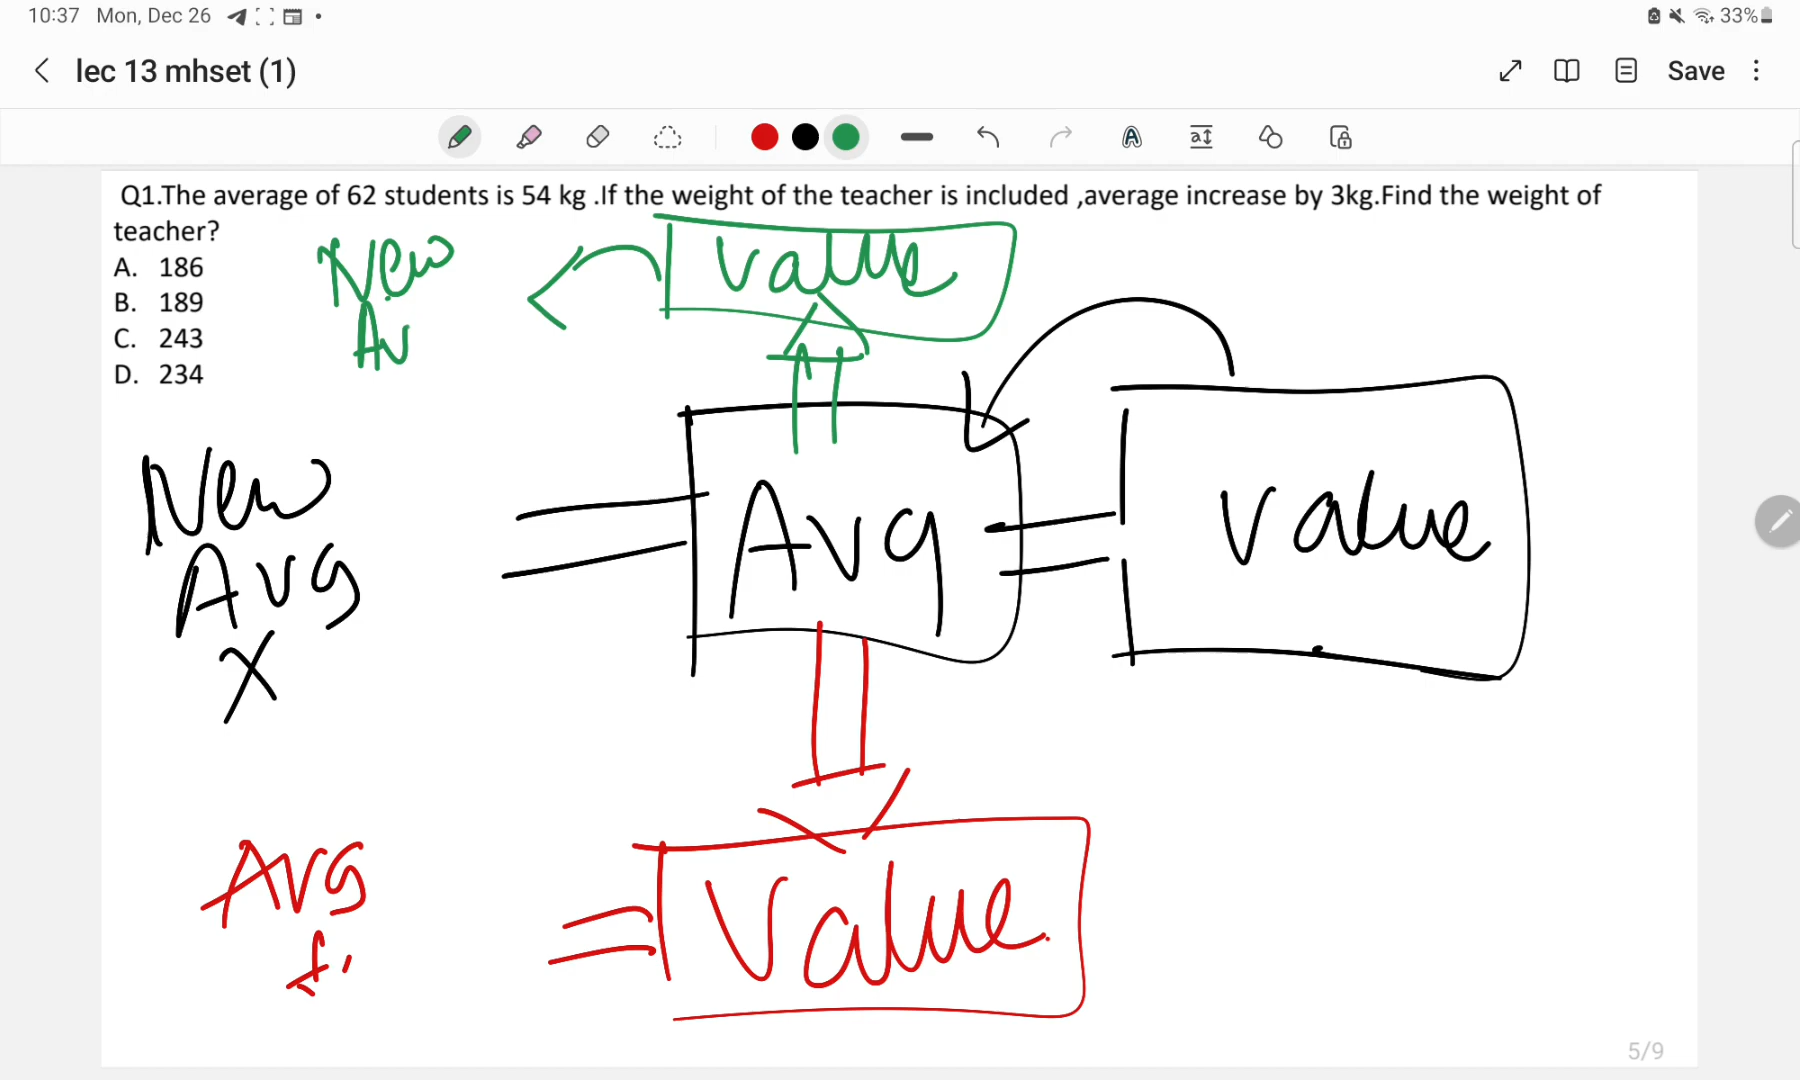 10:37 Mon, Dec 26
33%
lec 13 mhset (1)
Save
Q1.The average of 62 students is 54 kg .If the weight of the teacher is included ,average increase by 3kg.Find the weight of
teacher?
A. 186
B. 189
C. 243
D. 234
New
Av
value
New
Avg
X
Avg
value
Avg
Value
5/9